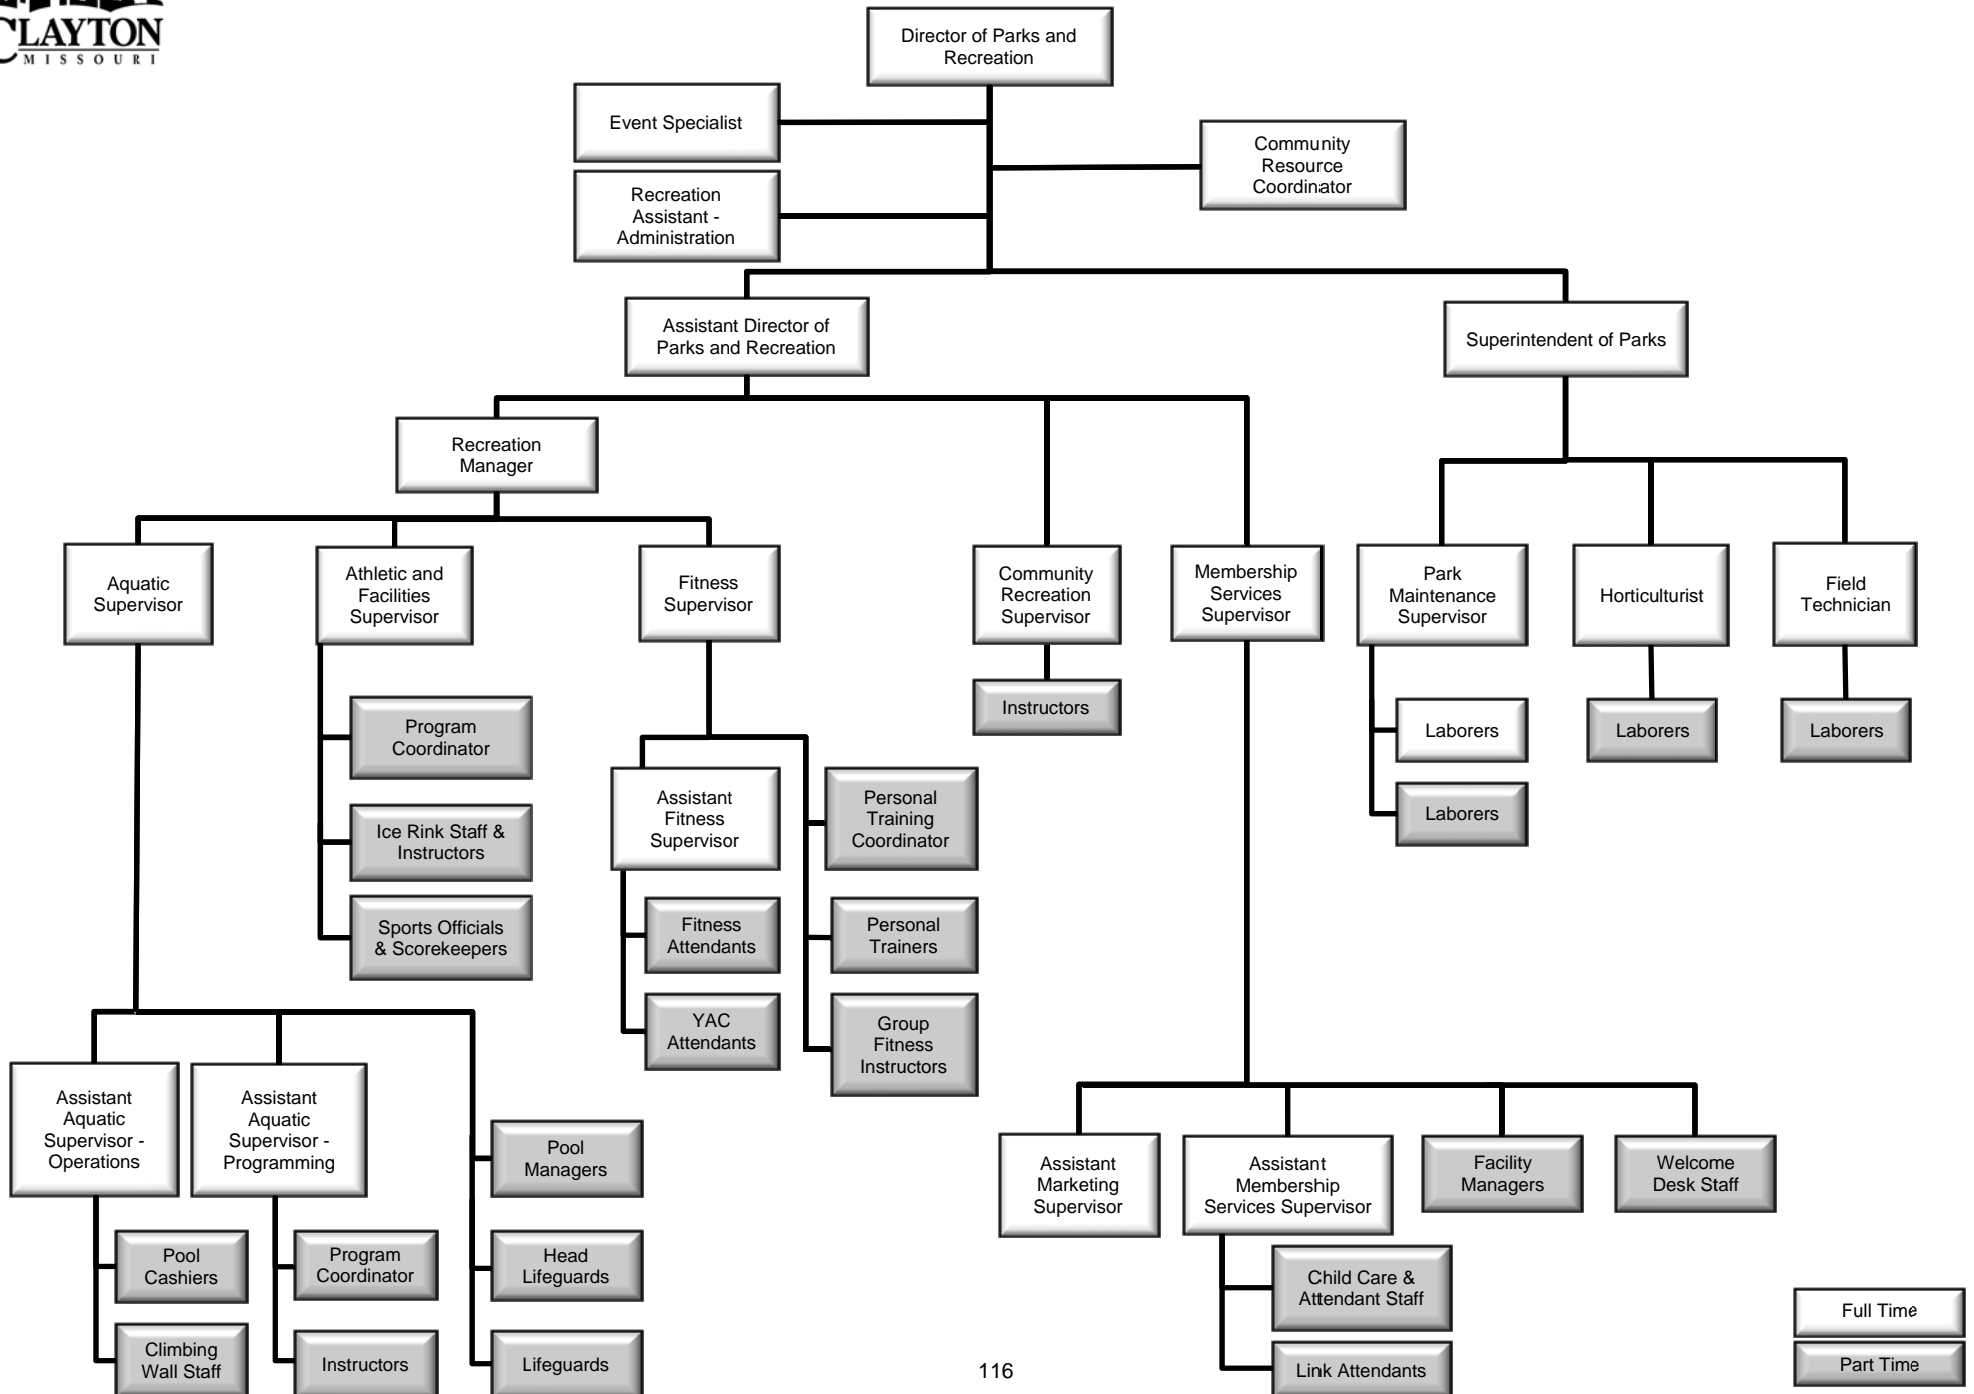 CLAYTON
MISSOURI
Director of Parks and
Recreation
Event Specialist
Community
Resource
Coordinator
Recreation
Assistant -
Administration
Assistant Director of
Parks and Recreation
Superintendent of Parks
Recreation
Manager
Aquatic
Supervisor
Athletic and
Facilities
Supervisor
Fitness
Supervisor
Community
Recreation
Supervisor
Membership
Services
Supervisor
Park
Maintenance
Supervisor
Horticulturist
Field
Technician
Program
Coordinator
Instructors
Laborers
Laborers
Laborers
Assistant
Fitness
Supervisor
Personal
Training
Coordinator
Laborers
Ice Rink Staff &
Instructors
Sports Officials
& Scorekeepers
Fitness
Attendants
Personal
Trainers
YAC
Attendants
Group
Fitness
Instructors
Assistant
Aquatic
Supervisor -
Operations
Assistant
Aquatic
Supervisor -
Programming
Pool
Managers
Assistant
Marketing
Supervisor
Assistant
Membership
Services Supervisor
Facility
Managers
Welcome
Desk Staff
Pool
Cashiers
Program
Coordinator
Head
Lifeguards
Child Care &
Attendant Staff
Climbing
Wall Staff
Instructors
Lifeguards
Link Attendants
116
Full Time
Part Time